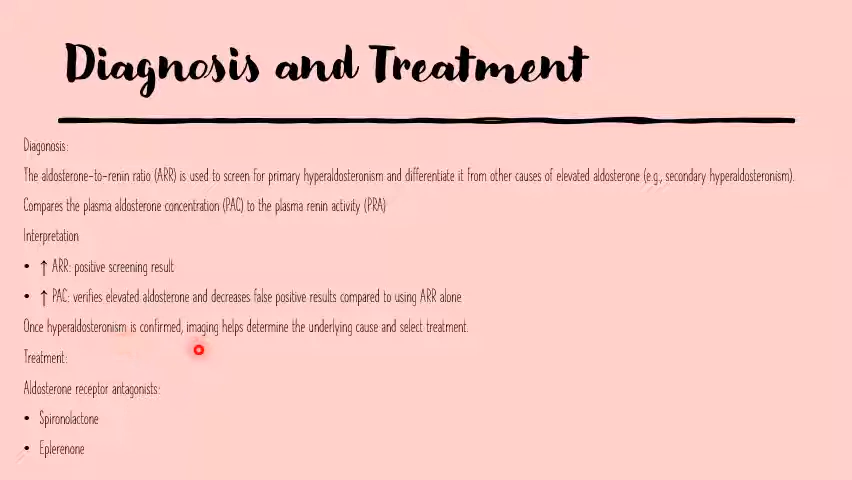 Diagnosis and Treatment
Diagonosis:
The aldosterone-to-renin ratio (ARR) is used to screen for primary hyperaldosteronism and differentiate it from other causes of elevated aldosterone (e.g., secondary hyperaldosteronism).
Compares the plasma aldosterone concentration (PAC) to the plasma renin activity (PRA)
Interpretation
• ↑ ARR: positive screening result
• ↑ PAC: verifies elevated aldosterone and decreases false positive results compared to using ARR alone
Once hyperaldosteronism is confirmed, imaging helps determine the underlying cause and select treatment.
Treatment:
Aldosterone receptor antagonists:
• Spironolactone
• Eplerenone